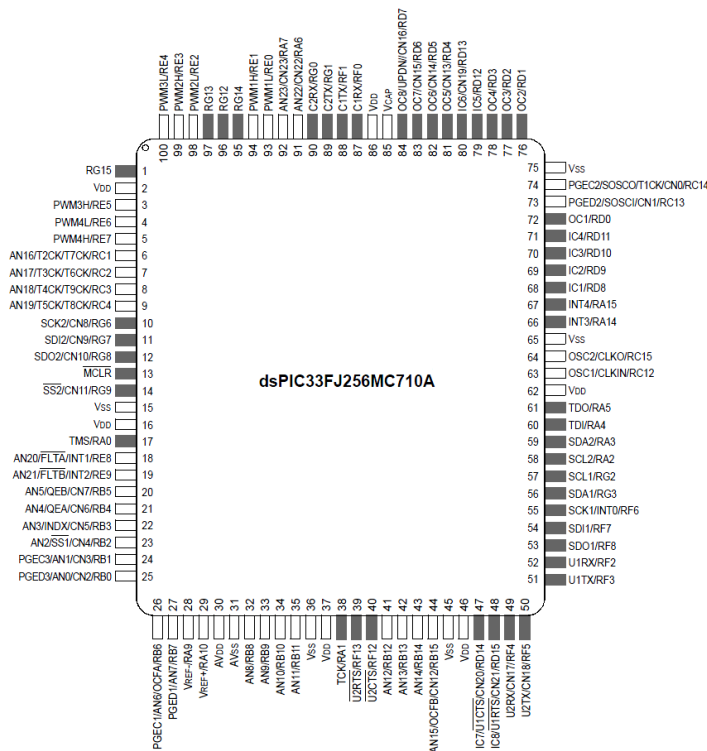 PWM3L/RE4
PWM2H/RE3
PWM2L/RE2
RG13
RG12
RG14
PWM1H/RE1
PWM1L/RE0
AN23/CN23/RA7
AN22/CN22/RA6
C2RX/RG0
C2TX/RG1
C1TX/RF1
C1RX/RF0
VDD
VCAP
OC8/UPDN//CN16/RD7
OC7/CN15/RD6
OC6/CN14/RD5
OC5/CN13/RD4
IC6/CN19/RD13
IC5/RD12
OC4/RD3
OC3/RD2
OC2/RD1
100 99 98 97 96 95 94 93 92 91 90 89 88 87 86 85 84 83 82 81 80 79 78 77 76
RG15 1
VDD 2
PWM3H/RE5 3
PWM4L/RE6 4
PWM4H/RE7 5
AN16/T2CK/T7CK/RC1 6
AN17/T3CK/T6CK/RC2 7
AN18/T4CK/T9CK/RC3 8
AN19/T5CK/T8CK/RC4 9
SCK2/CN8/RG6 10
SDI2/CN9/RG7 11
SDO2/CN10/RG8 12
MCLR 13
SS2/CN11/RG9 14
VSS 15
VDD 16
TMS/RA0 17
AN20/FLTA/INT1/RE8 18
AN21/FLTB/INT2/RE9 19
AN5/QEB/CN7/RB5 20
AN4/QEA/CN6/RB4 21
AN3/INDX/CN5/RB3 22
AN2/SS1/CN4/RB2 23
PGEC3/AN1/CN3/RB1 24
PGED3/AN0/CN2/RB0 25
dsPIC33FJ256MC710A
75 VSS
74 PGEC2/SOSCO/T1CK/CN0/RC14
73 PGED2/SOSCI/CN1/RC13
72 OC1/RD0
71 IC4/RD11
70 IC3/RD10
69 IC2/RD9
68 IC1/RD8
67 INT4/RA15
66 INT3/RA14
65 VSS
64 OSC2/CLKO/RC15
63 OSC1/CLKIN/RC12
62 VDD
61 TDO/RA5
60 TDI/RA4
59 SDA2/RA3
58 SCL2/RA2
57 SCL1/RG2
56 SDA1/RG3
55 SCK1/INT0/RF6
54 SDI1/RF7
53 SDO1/RF8
52 U1RX/RF2
51 U1TX/RF3
26 27 28 29 30 31 32 33 34 35 36 37 38 39 40 41 42 43 44 45 46 47 48 49 50
PGEC1/AN6/OCFA/RB6
PGED1/AN7/RB7
VREF-/RA9
VREF+/RA10
AVDD
AVSS
AN8/RB8
AN9/RB9
AN10/RB10
AN11/RB11
VSS
VDD
TCK/RA1
U2RTS/RF13
U2CTS/RF12
AN12/RB12
AN13/RB13
AN14/RB14
AN15/OCFB/CN12/RB15
VSS
VDD
IC7/U1CTS/CN20/RD14
IC8/U1RTS/CN21/RD15
U2RX/CN17/RF4
U2TX/CN18/RF5